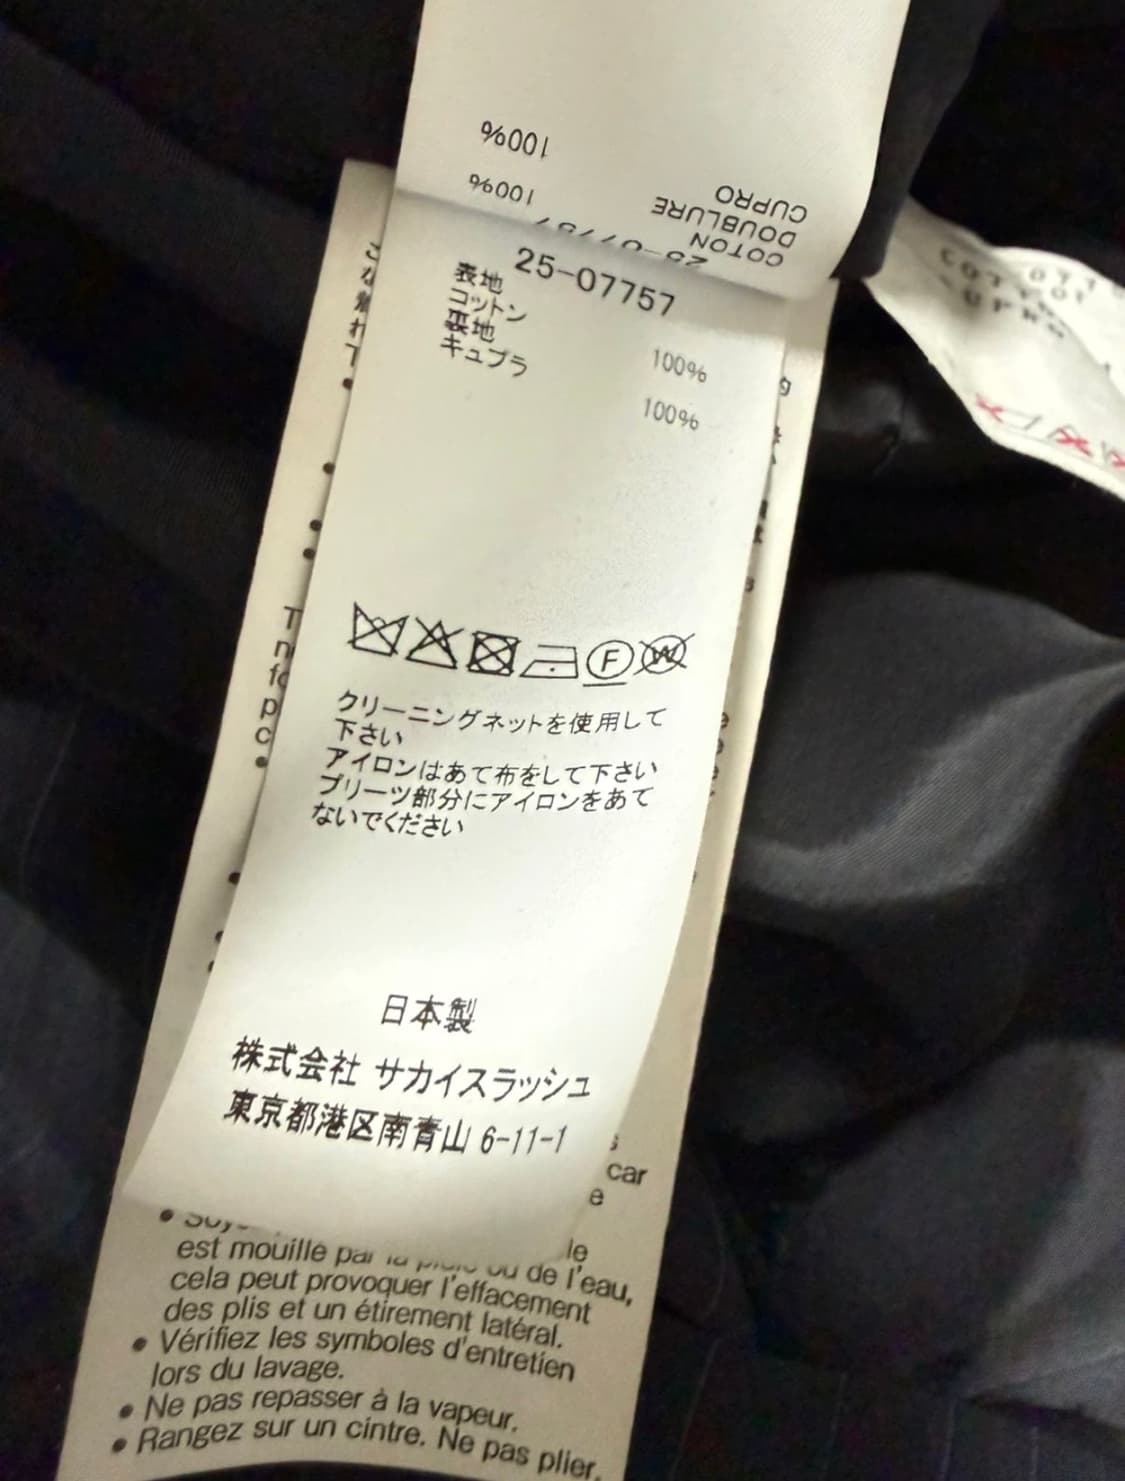 COTON 100%
DOUBLURE
CUPRO 100%
25-07757
表地
コットン 100%
裏地
キュプラ 100%
F
W
クリーニングネットを使用して
下さい
アイロンはあて布をして下さい
プリーツ部分にアイロンをあて
ないでください
日本製
株式会社 サカイスラッシュ
東京都港区南青山 6-11-1
car
le
est mouillé par la pluie ou de l'eau,
cela peut provoquer l'effacement
des plis et un étirement latéral.
• Vérifiez les symboles d'entretien
lors du lavage.
• Ne pas repasser à la vapeur.
• Rangez sur un cintre. Ne pas plier.